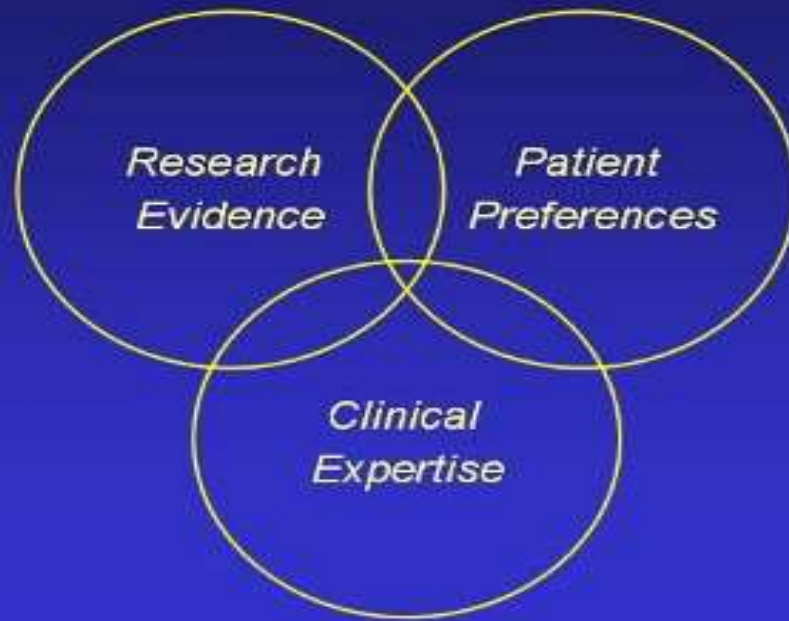 Research
Evidence
Patient
Preferences
Clinical
Expertise